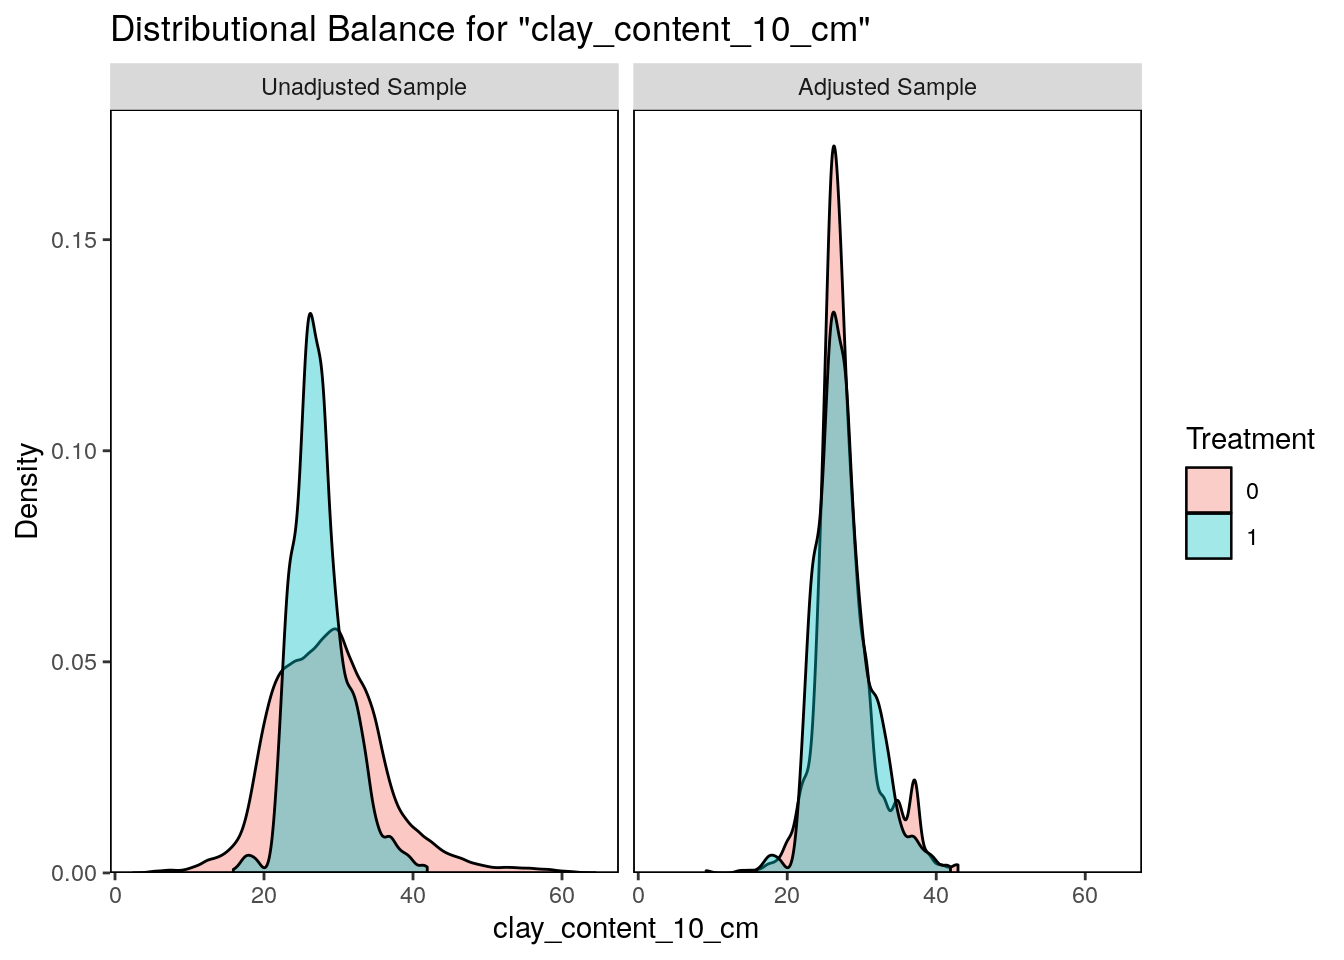 Distributional Balance for "clay_content_10_cm"
Unadjusted Sample
Adjusted Sample
Density
0.15
0.10
0.05
0.00
0 20 40 60
0 20 40 60
clay_content_10_cm
Treatment
0
1